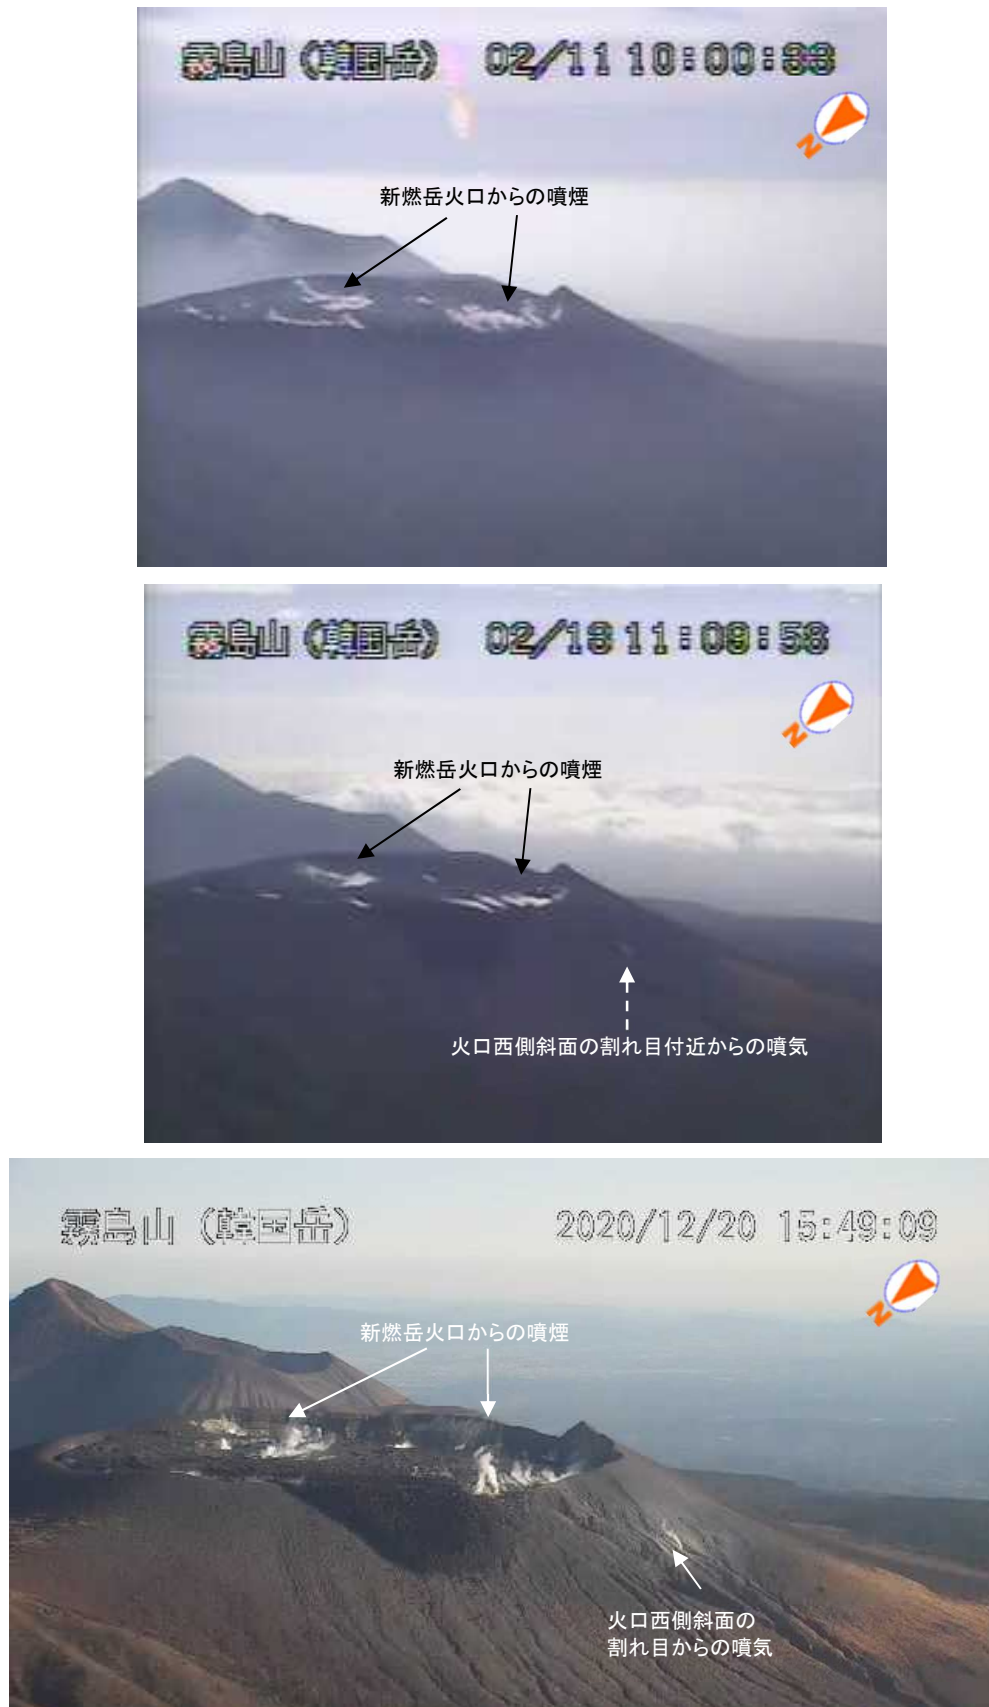 霧島山（韓国岳） 02/11 10:00:33
N
新燃岳火口からの噴煙
霧島山（韓国岳） 02/13 11:09:58
N
新燃岳火口からの噴煙
火口西側斜面の割れ目付近からの噴気
霧島山（韓国岳） 2020/12/20 15:49:09
N
新燃岳火口からの噴煙
火口西側斜面の
割れ目からの噴気